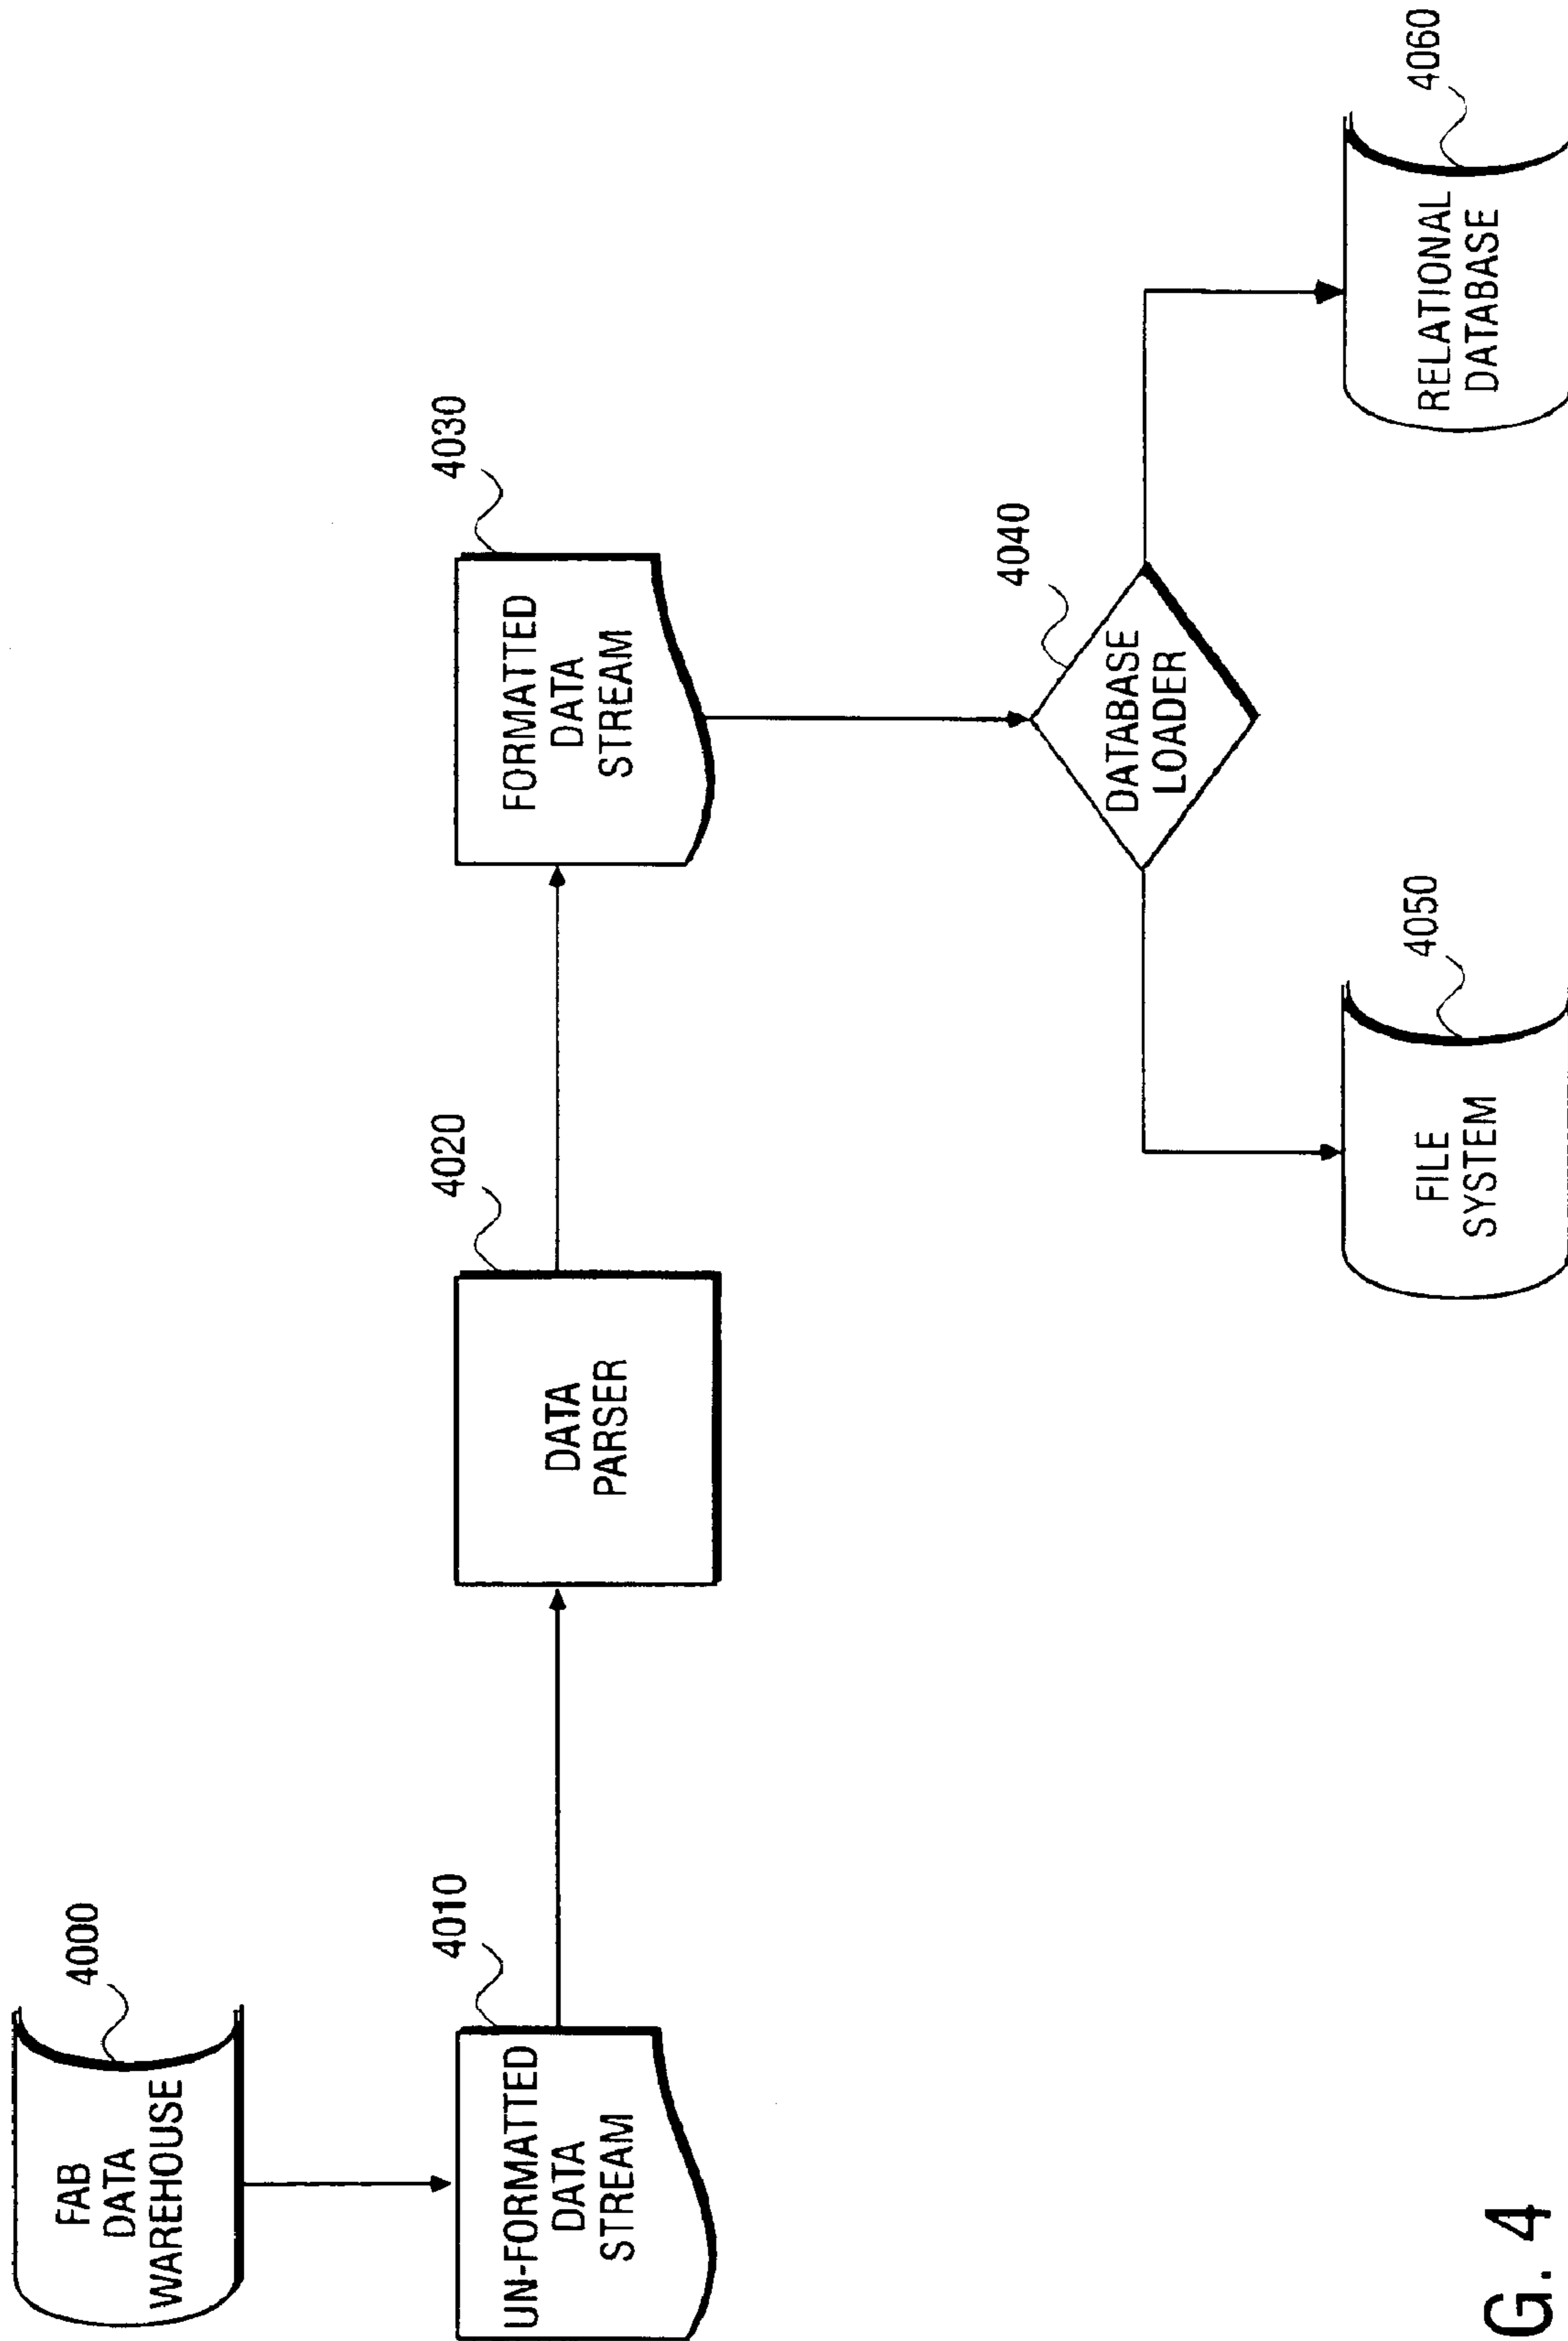 FAB
DATA
WAREHOUSE
4000
UN-FORMATTED
DATA
STREAM
4010
DATA
PARSER
4020
FORMATTED
DATA
STREAM
4030
DATABASE
LOADER
4040
FILE
SYSTEM
4050
RELATIONAL
DATABASE
4060
G. 4